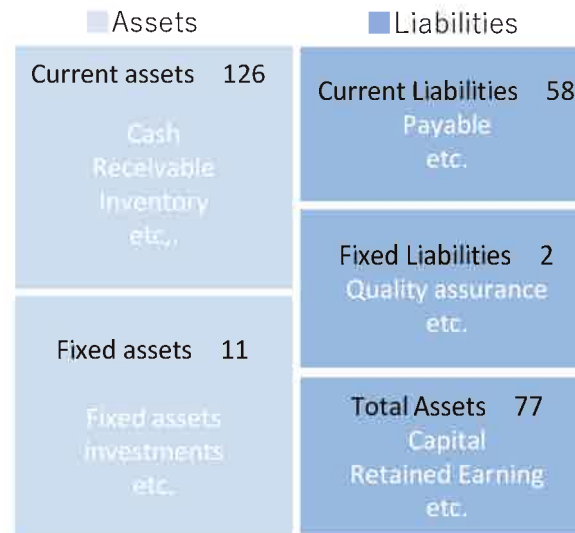 Assets
Liabilities
Current assets 126
Cash
Receivable
Inventory
etc,.
Fixed assets 11
Fixed assets
investments
etc.
Current Liabilities 58
Payable
etc.
Fixed Liabilities 2
Quality assurance
etc.
Total Assets 77
Capital
Retained Earning
etc.